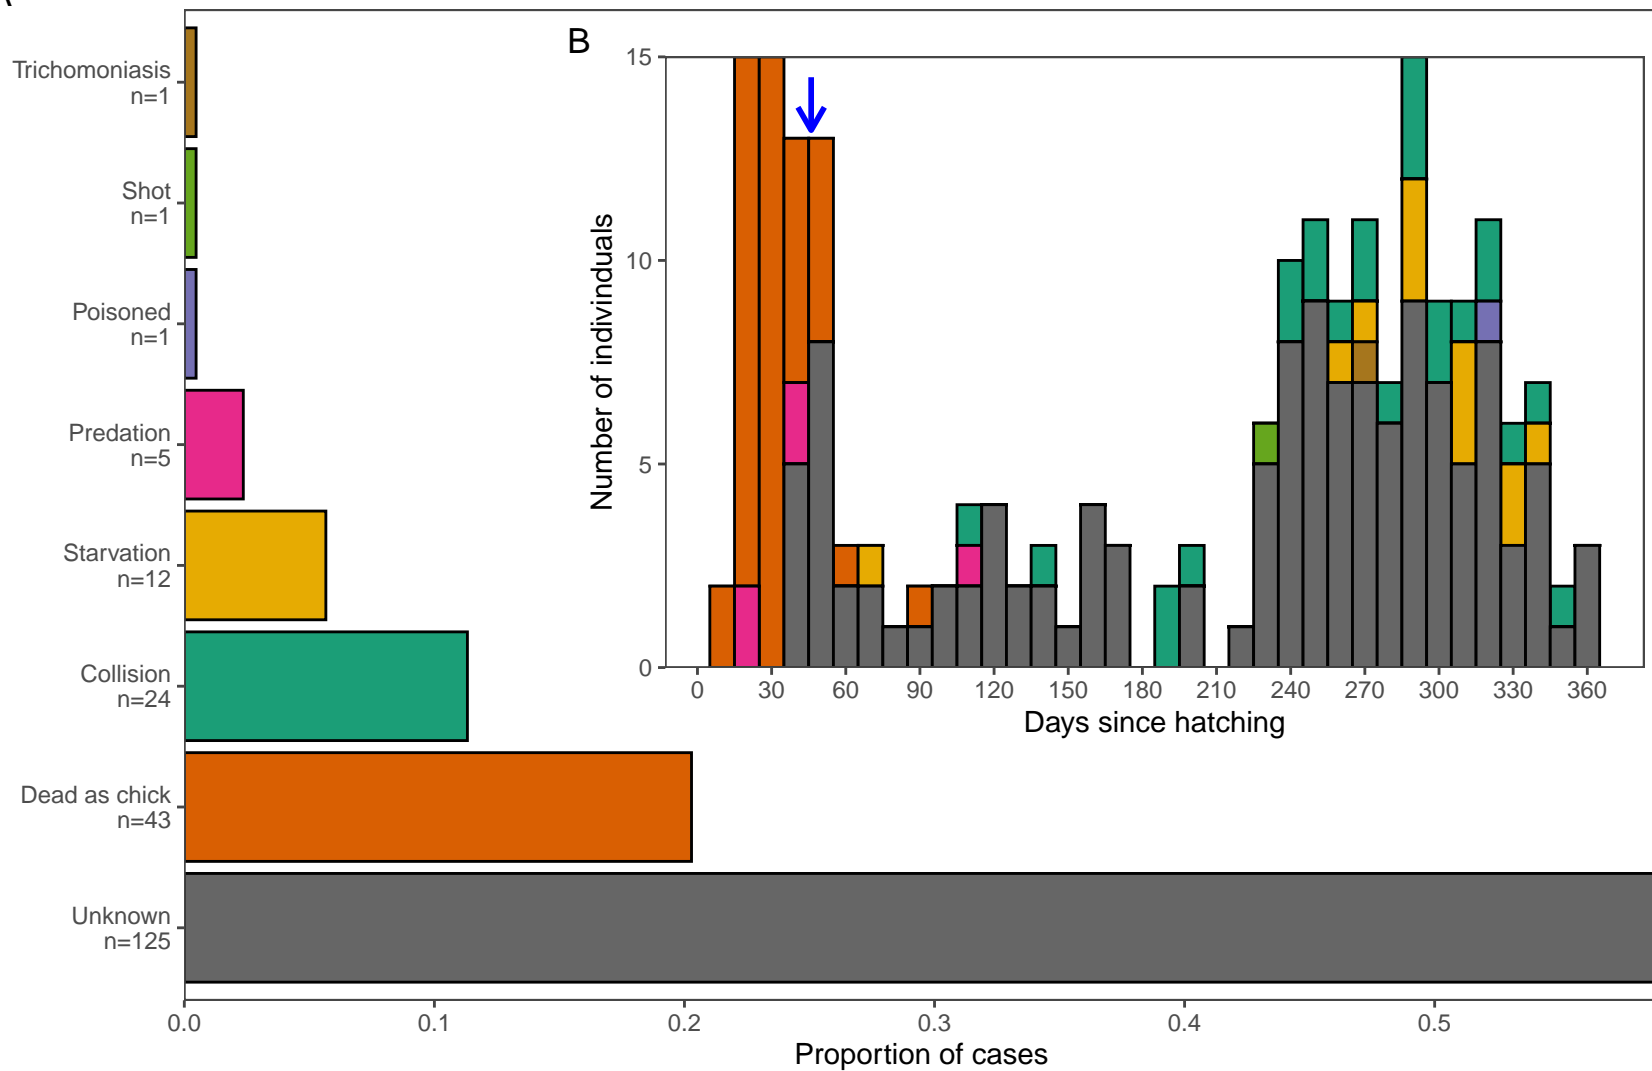 B
Trichomoniasis
n=1
Shot
n=1
Poisoned
n=1
Predation
n=5
Starvation
n=12
Collision
n=24
Dead as chick
n=43
Unknown
n=125
0.0 0.1 0.2 0.3 0.4 0.5
Proportion of cases
15
10
5
0
Number of indivinduals
0 30 60 90 120 150 180 210 240 270 300 330 360
Days since hatching